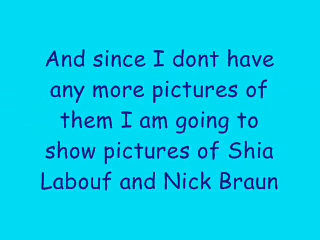 And since I dont have
any more pictures of
them I am going to
show pictures of Shia
Labouf and Nick Braun